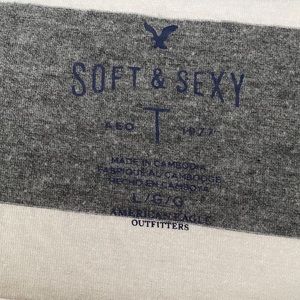 SOFT & SEXY
AEO T 1977
MADE IN CAMBODIA
FABRIQUÉ AU CAMBODGE
HECHO EN CAMBOYA
L/G/G
AMERICAN EAGLE
OUTFITTERS